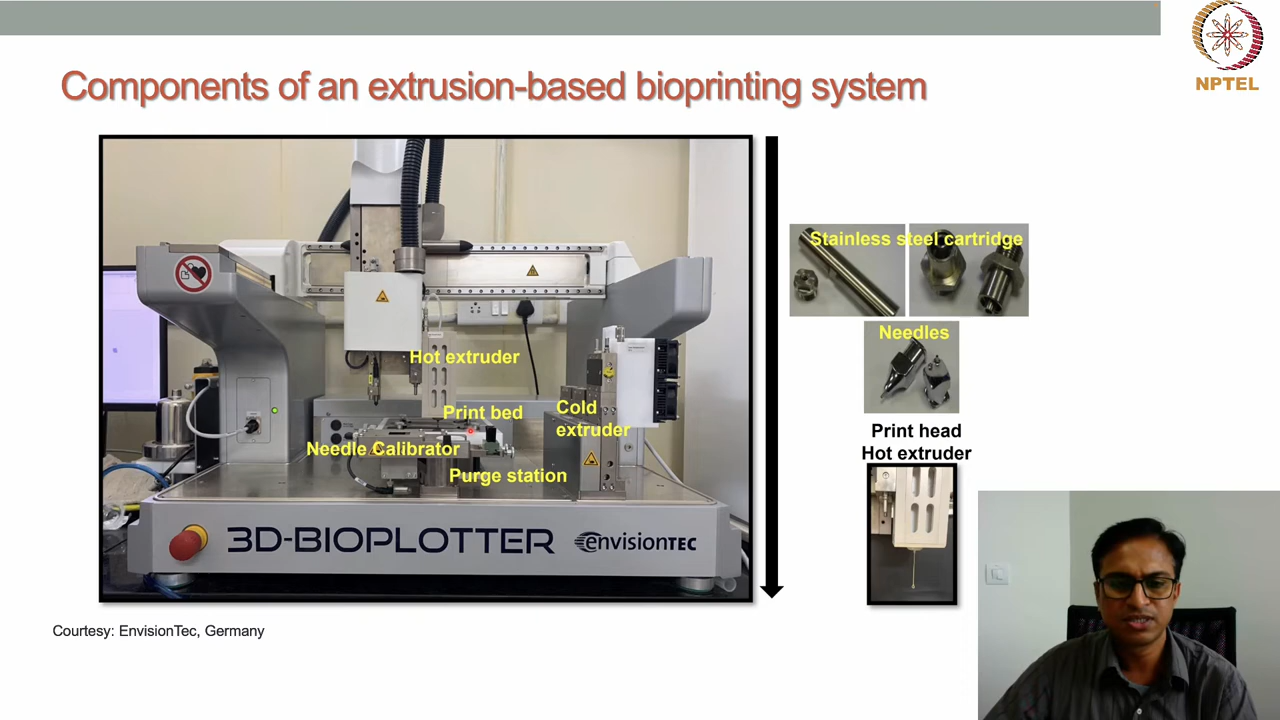 NPTEL
Components of an extrusion-based bioprinting system
Hot extruder
Print bed
Cold
extruder
Needle Calibrator
Purge station
3D-BIOPLOTTER envisionTEC
Stainless steel cartridge
Needles
Print head
Hot extruder
Courtesy: EnvisionTec, Germany